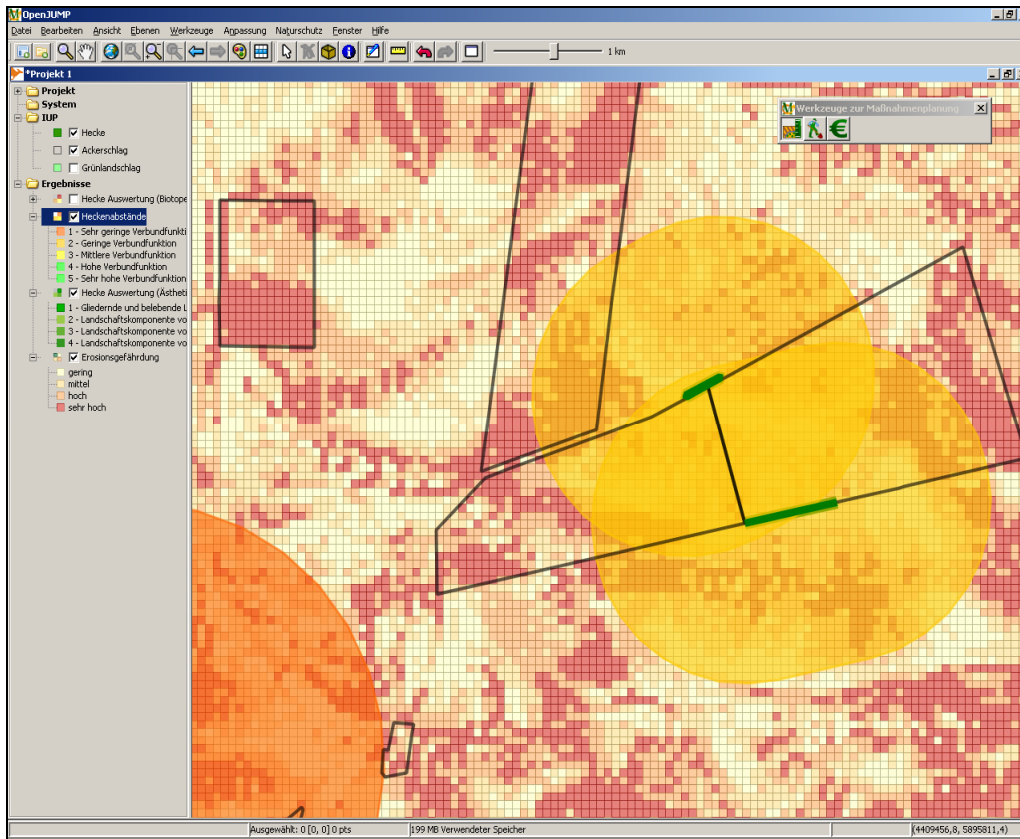 OpenJUMP
Datei Bearbeiten Ansicht Ebenen Werkzeuge Anpassung Naturschutz Fenster Hilfe
1 km
*Projekt 1
Projekt
System
IUP
Hecke
Ackerschlag
Grünlandschlag
Ergebnisse
Hecke Auswertung (Biotope
Heckenabstände
1 - Sehr geringe Verbundfunkti
2 - Geringe Verbundfunktion
3 - Mittlere Verbundfunktion
4 - Hohe Verbundfunktion
5 - Sehr hohe Verbundfunktion
Hecke Auswertung (Ästheti
1 - Gliedernde und belebende L
2 - Landschaftskomponente vo
3 - Landschaftskomponente vo
4 - Landschaftskomponente vo
Erosionsgefährdung
gering
mittel
hoch
sehr hoch
Werkzeuge zur Maßnahmenplanung
€
Ausgewählt: 0 [0, 0] 0 pts 199 MB Verwendeter Speicher (4409456,8, 5895811,4)